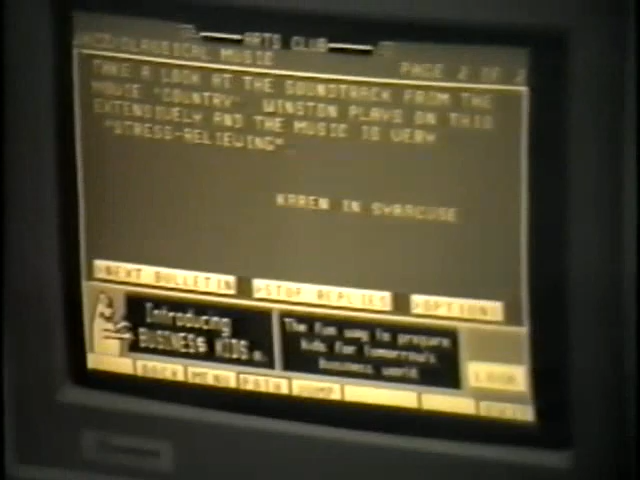 ARTS CLUB
CLASSICAL MUSIC
PAGE 2 OF 2
TAKE A LOOK AT THE SOUNDTRACK FROM THE
MOVIE "COUNTRY". WINSTON PLAYS ON THIS
EXTENSIVELY AND THE MUSIC IS VERY
"STRESS-RELIEVING".
KAREN IN SYRACUSE
>NEXT BULLETIN >STOP REPLIES >OPTIONS
Introducing
BUSINESS KIDS
The fun way to prepare
kids for tomorrow's
business world
LOOK
BACK MENU PATH JUMP